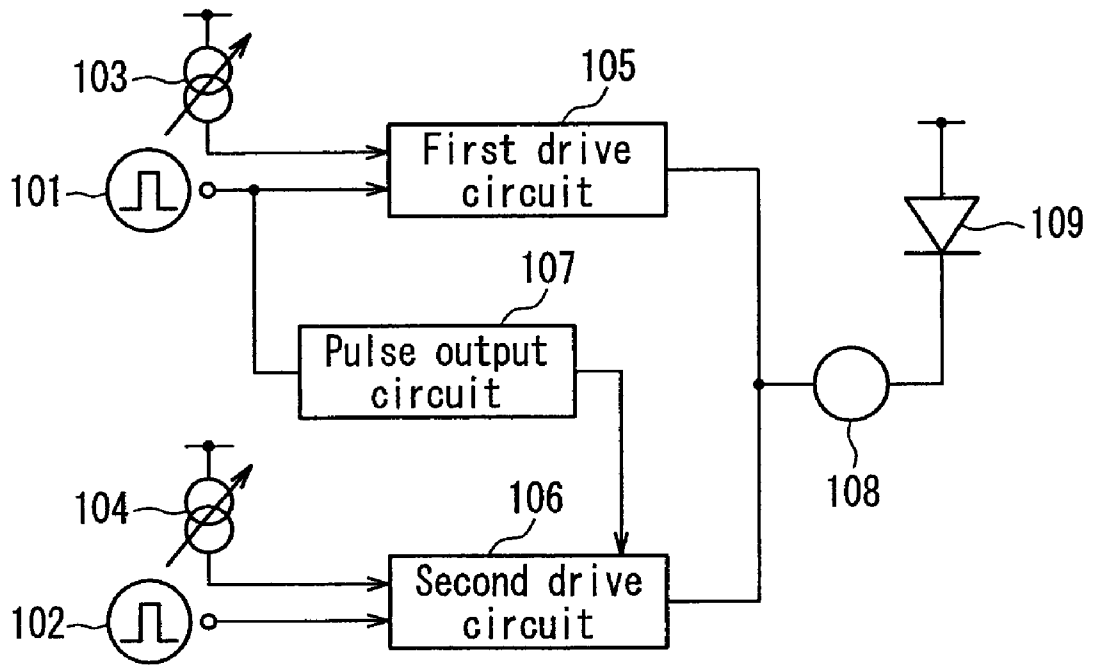 103
105
First drive
circuit
101
109
107
Pulse output
circuit
108
104
106
Second drive
circuit
102